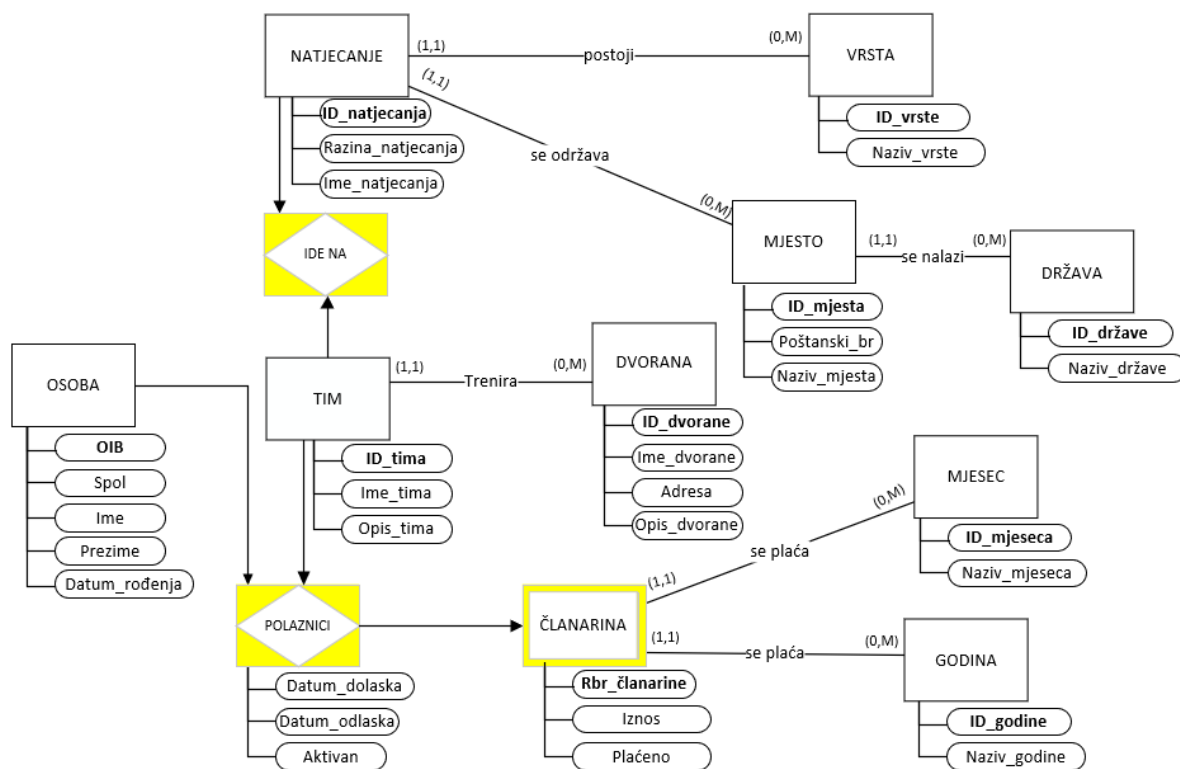 NATJECANJE
(1,1)
postoji
(0,M)
VRSTA
ID_natjecanja
Razina_natjecanja
Ime_natjecanja
(1,1)
se održava
(0,M)
ID_vrste
Naziv_vrste
IDE NA
MJESTO
(1,1)
se nalazi
(0,M)
DRŽAVA
ID_mjesta
Poštanski_br
Naziv_mjesta
ID_države
Naziv_države
OSOBA
OIB
Spol
Ime
Prezime
Datum_rođenja
TIM
(1,1)
Trenira
(0,M)
DVORANA
ID_tima
Ime_tima
Opis_tima
ID_dvorane
Ime_dvorane
Adresa
Opis_dvorane
MJESEC
(0,M)
se plaća
(1,1)
ID_mjeseca
Naziv_mjeseca
POLAZNICI
Datum_dolaska
Datum_odlaska
Aktivan
ČLANARINA
(1,1)
se plaća
(0,M)
GODINA
Rbr_članarine
Iznos
Plaćeno
ID_godine
Naziv_godine